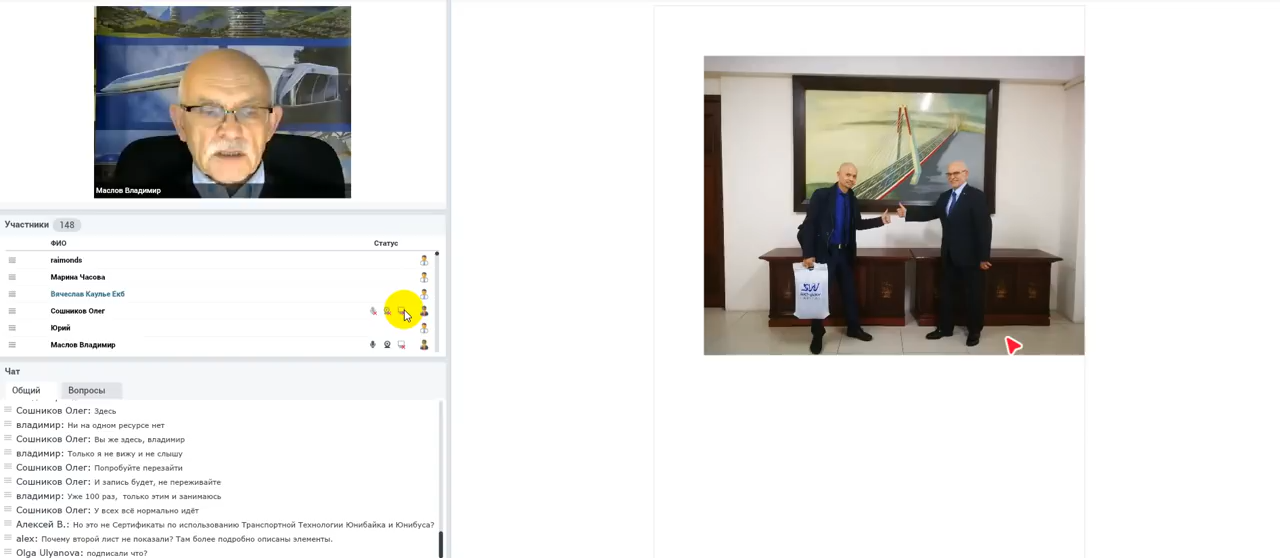 Маслов Владимир
Участники 148
ФИО Статус
raimonds
Марина Часова
Вячеслав Каулье Екб
Сошников Олег
Юрий
Маслов Владимир
Чат
Общий Вопросы
Сошников Олег: Здесь
владимир: Ни на одном ресурсе нет
Сошников Олег: Вы же здесь, владимир
владимир: Только я не вижу и не слышу
Сошников Олег: Попробуйте перезайти
Сошников Олег: И запись будет, не переживайте
владимир: Уже 100 раз, только этим и занимаюсь
Сошников Олег: У всех всё нормально идёт
Алексей В.: Но это не Сертификаты по использованию Транспортной Технологии Юнибайка и Юнибуса?
alex: Почему второй лист не показали? Там более подробно описаны элементы.
Olga Ulyanova: подписали что?